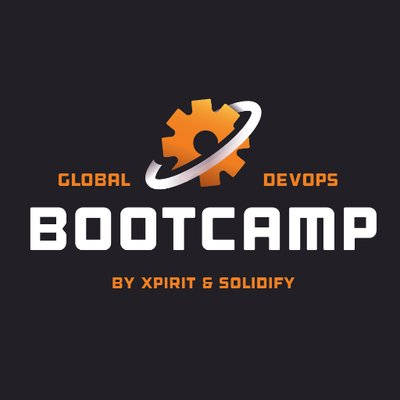 GLOBAL DEVOPS
BOOTCAMP
BY XPIRIT & SOLIDIFY